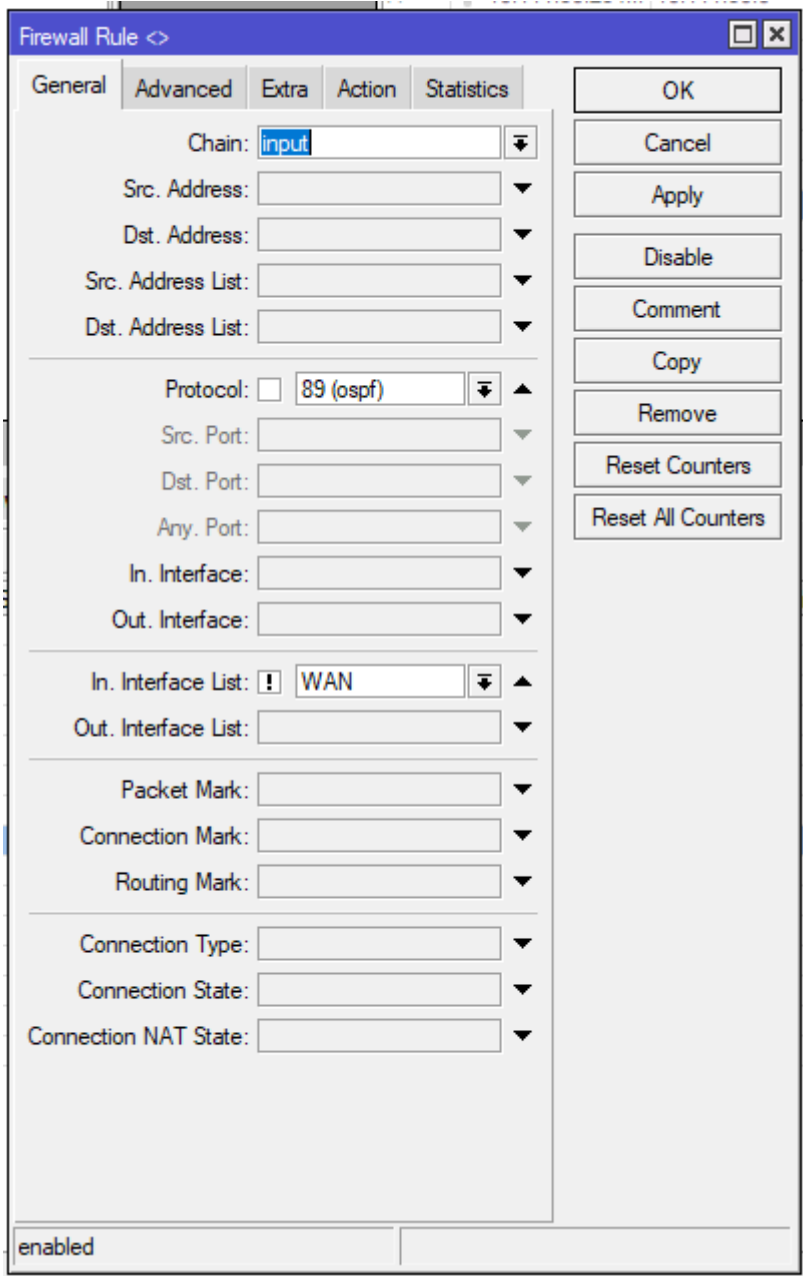 Firewall Rule <>
General Advanced Extra Action Statistics
OK
Chain: input
Cancel
Src. Address:
Apply
Dst. Address:
Disable
Src. Address List:
Comment
Dst. Address List:
Copy
Protocol: 89 (ospf)
Remove
Src. Port:
Reset Counters
Dst. Port:
Reset All Counters
Any. Port:
In. Interface:
Out. Interface:
In. Interface List: ! WAN
Out. Interface List:
Packet Mark:
Connection Mark:
Routing Mark:
Connection Type:
Connection State:
Connection NAT State:
enabled